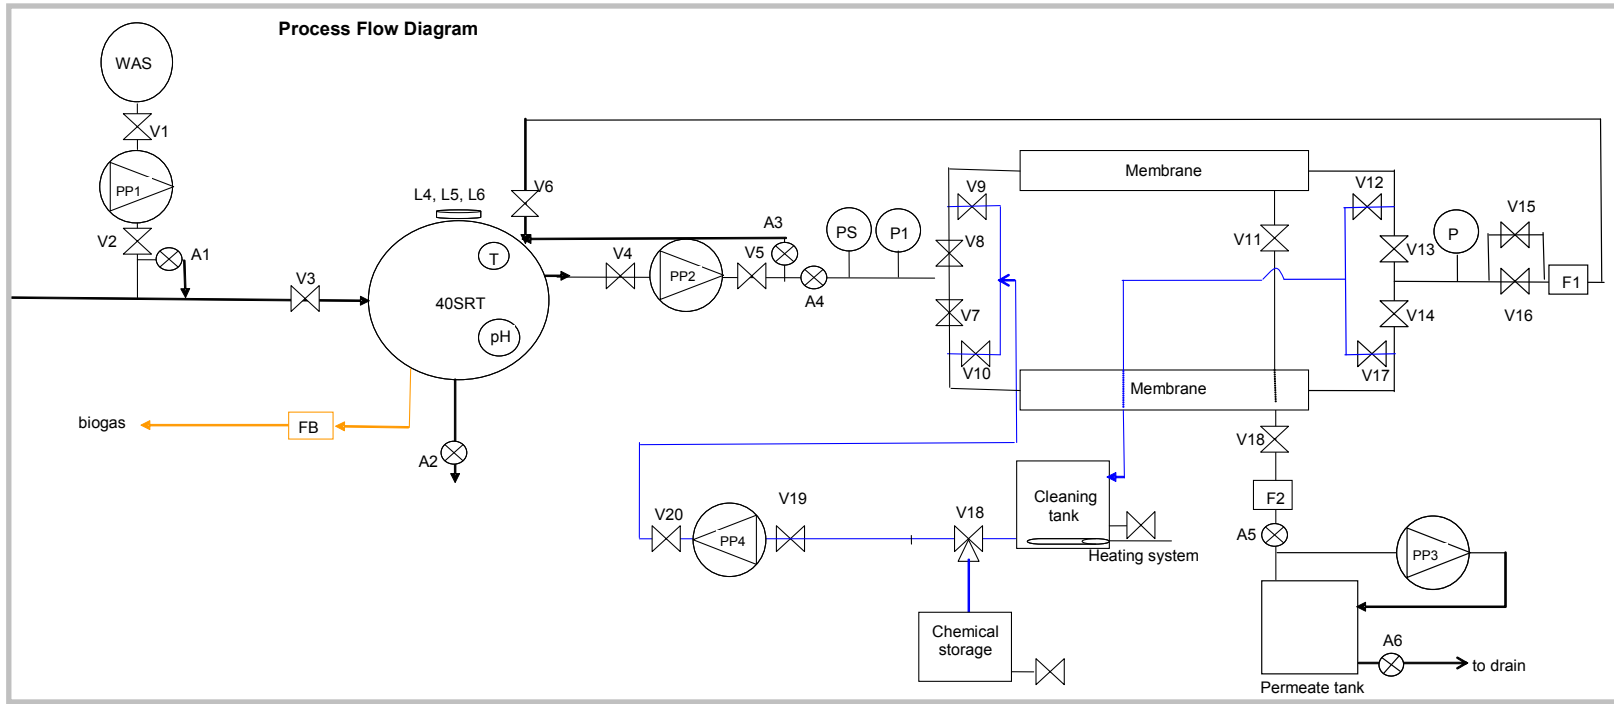 Process Flow Diagram
WAS
V1
PP1
V2
A1
V3
L4, L5, L6
V6
T
40SRT
pH
A2
FB
biogas
V4
PP2
V5
A3
A4
PS
P1
V9
V8
V7
V10
Membrane
V11
Membrane
V12
V13
V14
V17
P
V15
V16
F1
V18
F2
A5
PP3
Permeate tank
A6
to drain
V20
PP4
V19
V18
Cleaning
tank
Heating system
Chemical
storage